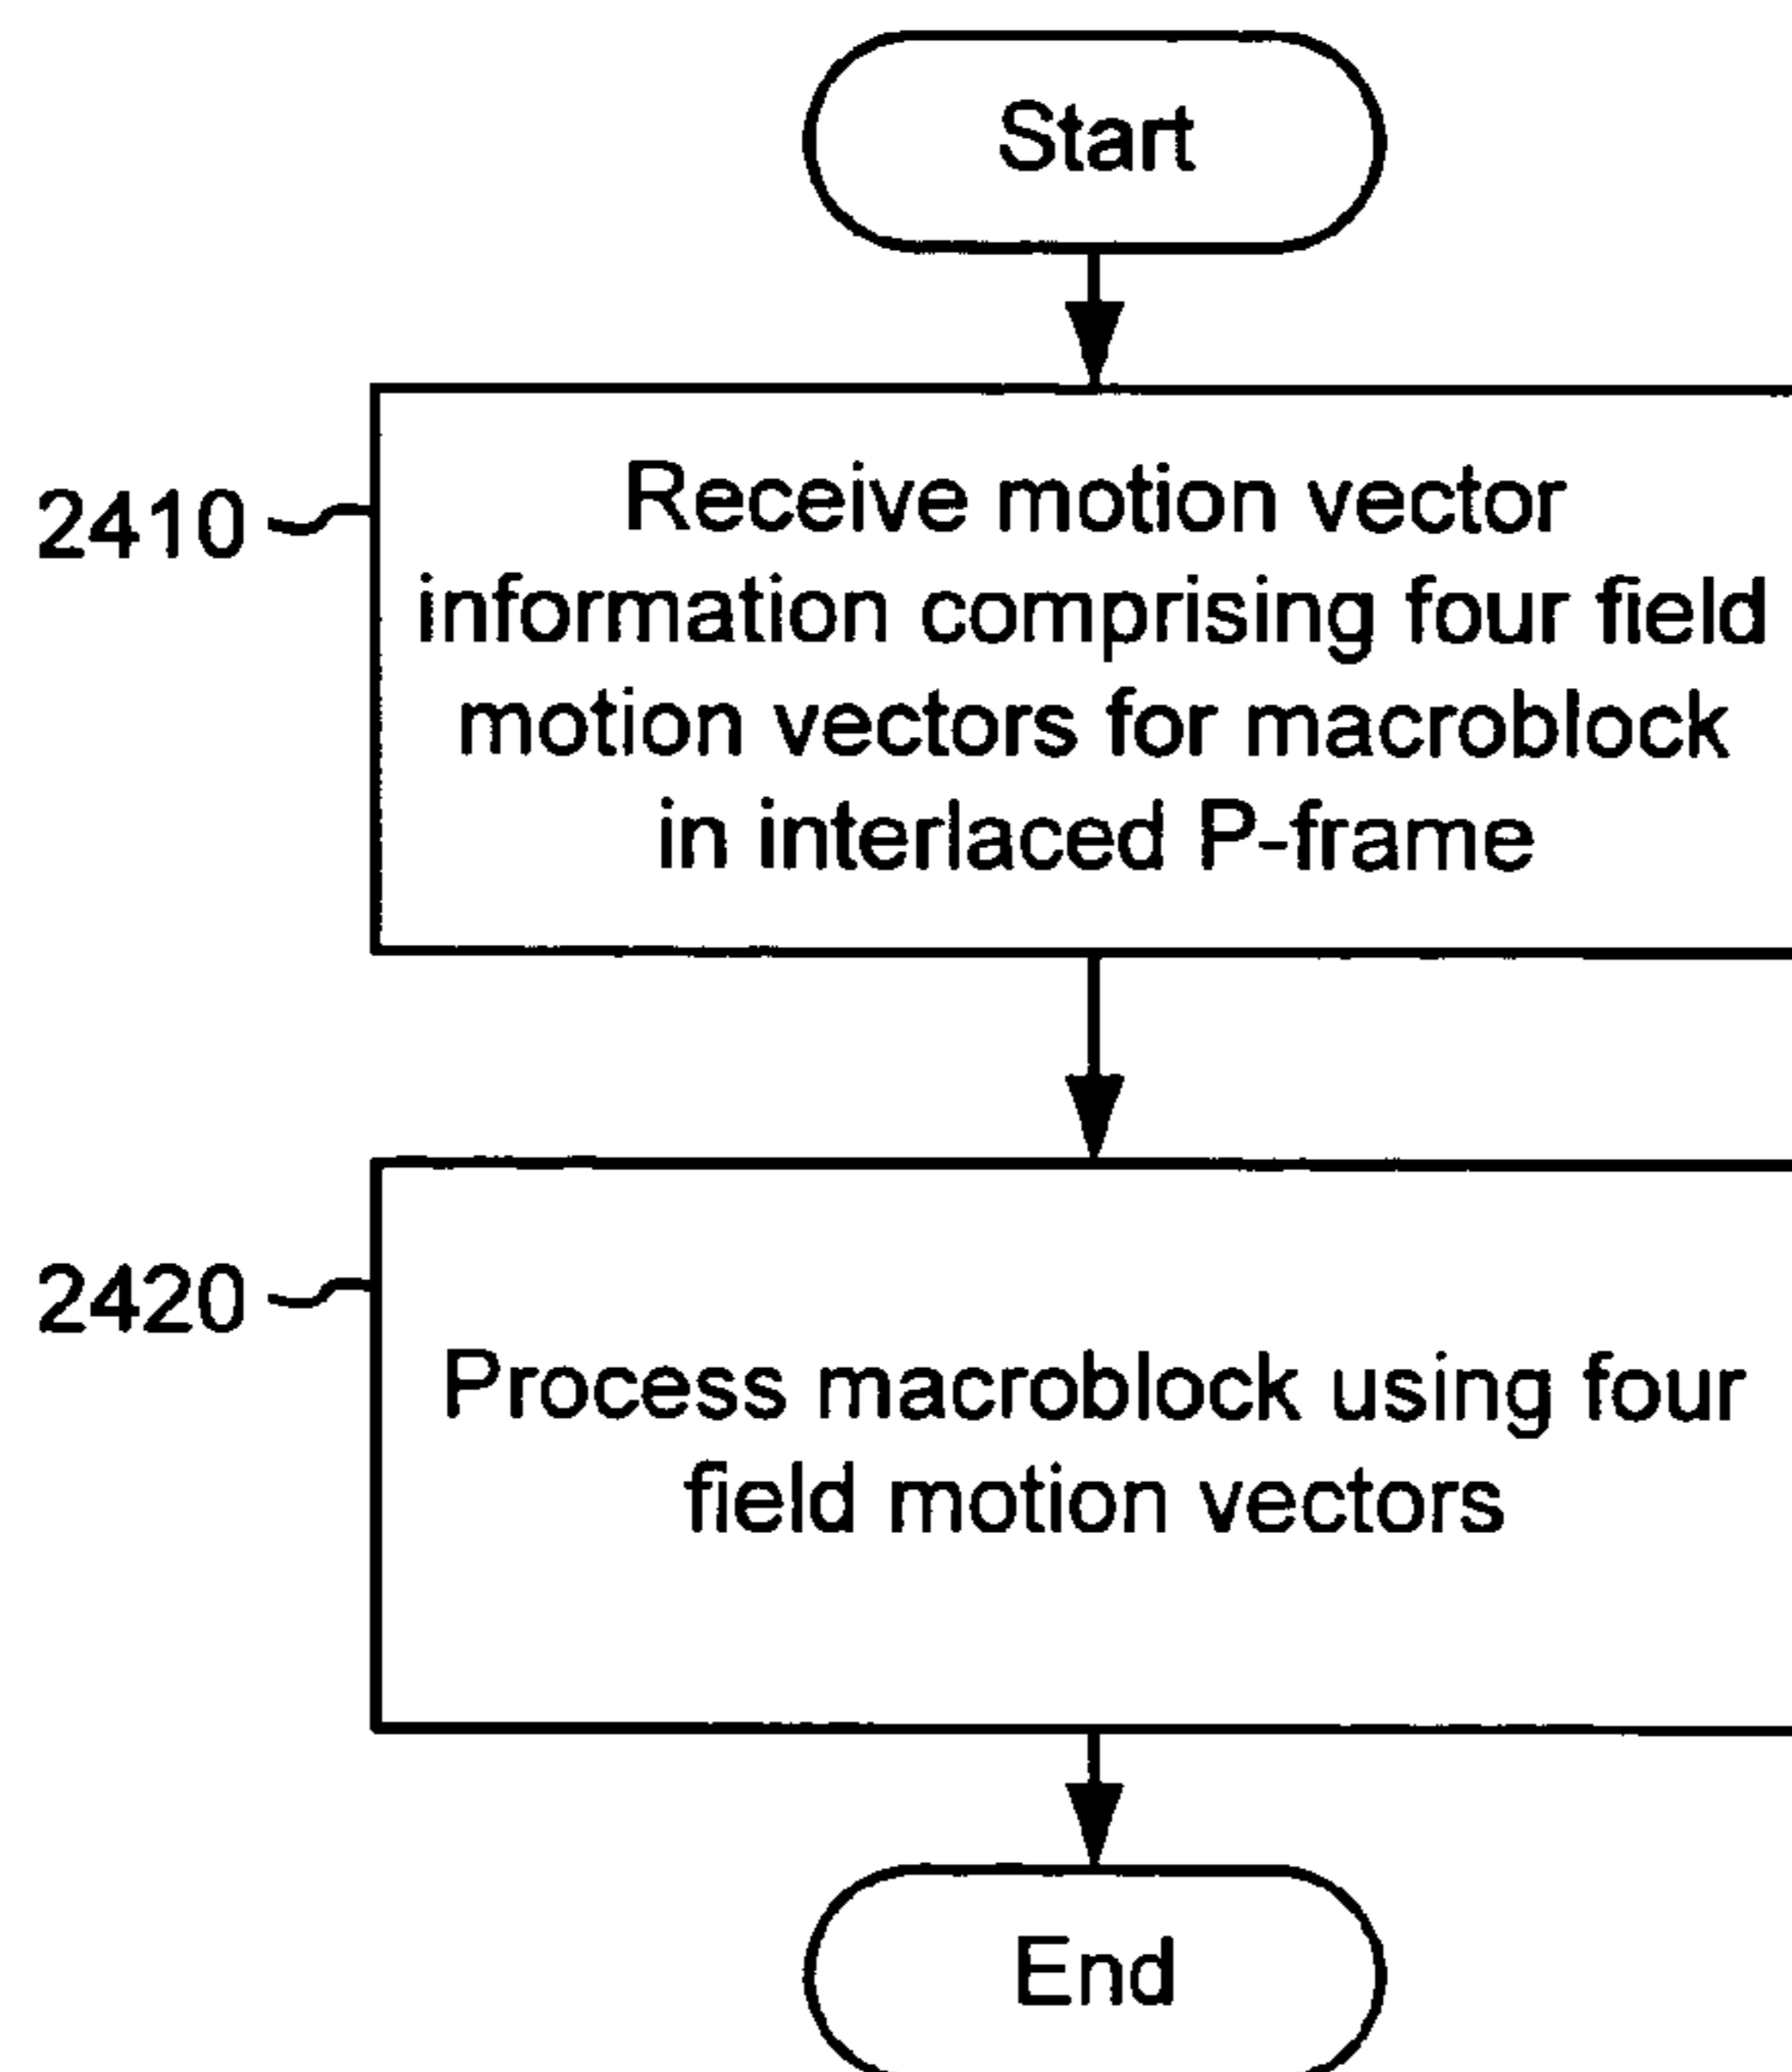 Start
2410
Receive motion vector
information comprising four field
motion vectors for macroblock
in interlaced P-frame
2420
Process macroblock using four
field motion vectors
End